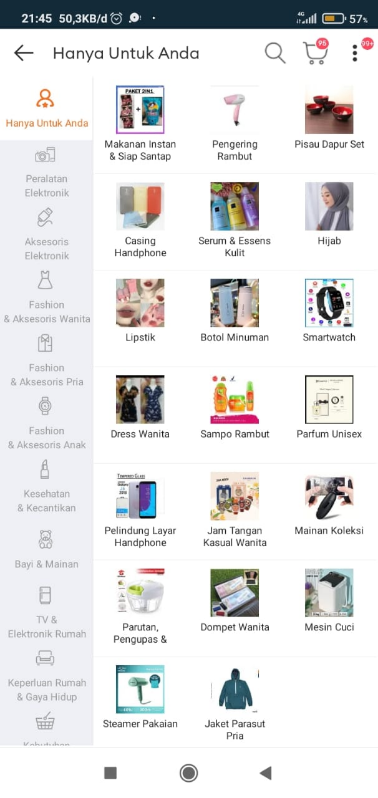 21:45 50,3KB/d
4G
57%
Hanya Untuk Anda
95
99+
Hanya Untuk Anda
Peralatan
Elektronik
Aksesoris
Elektronik
Fashion
& Aksesoris Wanita
Fashion
& Aksesoris Pria
Fashion
& Aksesoris Anak
Kesehatan
& Kecantikan
Bayi & Mainan
TV &
Elektronik Rumah
Keperluan Rumah
& Gaya Hidup
PAKET 2IN1
Makanan Instan
& Siap Santap
Pengering
Rambut
Pisau Dapur Set
Casing
Handphone
Serum & Essens
Kulit
Hijab
Lipstik
Botol Minuman
Smartwatch
Dress Wanita
Sampo Rambut
Parfum Unisex
Tempered Glass
Pelindung Layar
Handphone
Jam Tangan
Kasual Wanita
Mainan Koleksi
Parutan,
Pengupas &
Dompet Wanita
Mesin Cuci
Steamer Pakaian
Jaket Parasut
Pria